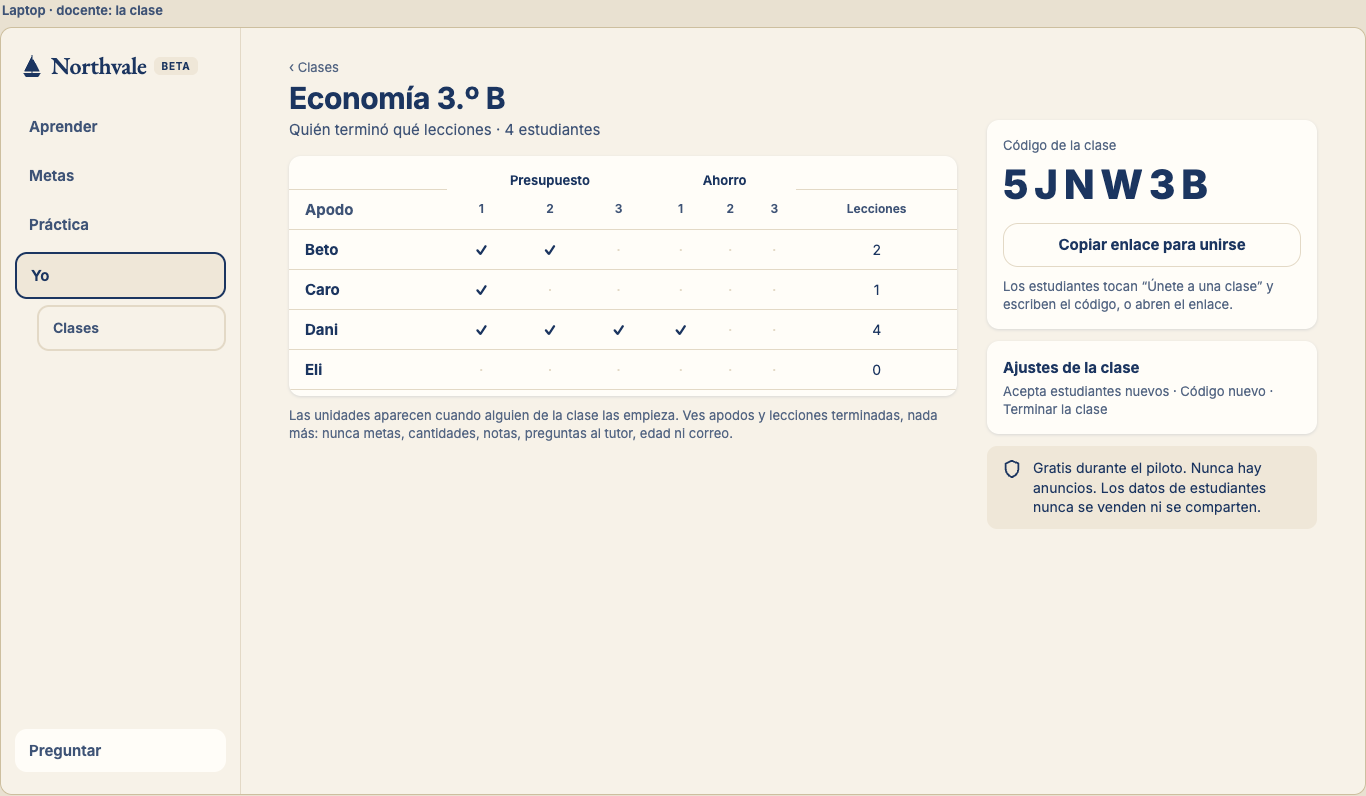 Laptop · docente: la clase
Northvale BETA
Aprender
Metas
Práctica
Yo
Clases
Preguntar
‹ Clases
Economía 3.º B
Quién terminó qué lecciones · 4 estudiantes
Presupuesto Ahorro
Apodo 1 2 3 1 2 3 Lecciones
Beto ✓ ✓ · · · · 2
Caro ✓ · · · · · 1
Dani ✓ ✓ ✓ ✓ · · 4
Eli · · · · · · 0
Las unidades aparecen cuando alguien de la clase las empieza. Ves apodos y lecciones terminadas, nada
más: nunca metas, cantidades, notas, preguntas al tutor, edad ni correo.
Código de la clase
5JNW3B
Copiar enlace para unirse
Los estudiantes tocan “Únete a una clase” y
escriben el código, o abren el enlace.
Ajustes de la clase
Acepta estudiantes nuevos · Código nuevo ·
Terminar la clase
Gratis durante el piloto. Nunca hay
anuncios. Los datos de estudiantes
nunca se venden ni se comparten.